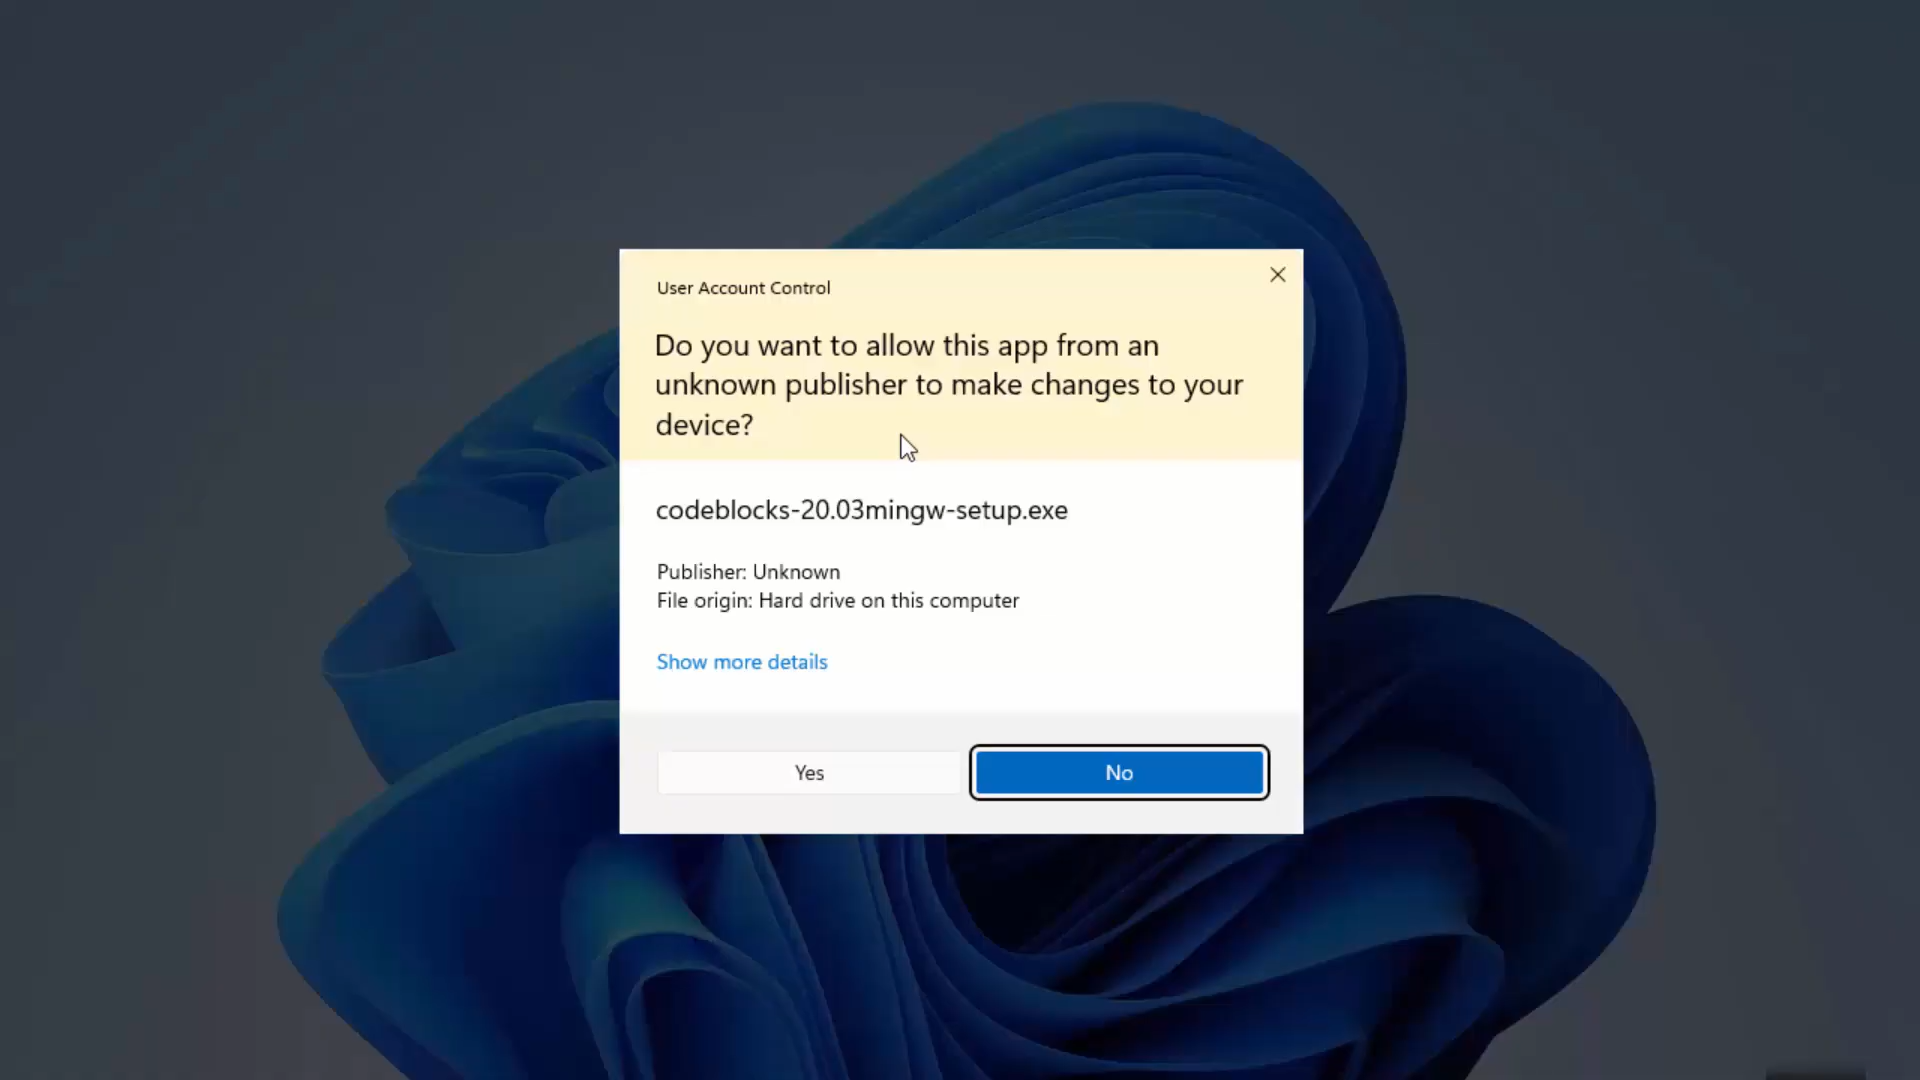 User Account Control
Do you want to allow this app from an
unknown publisher to make changes to your
device?
codeblocks-20.03mingw-setup.exe
Publisher: Unknown
File origin: Hard drive on this computer
Show more details
Yes
No